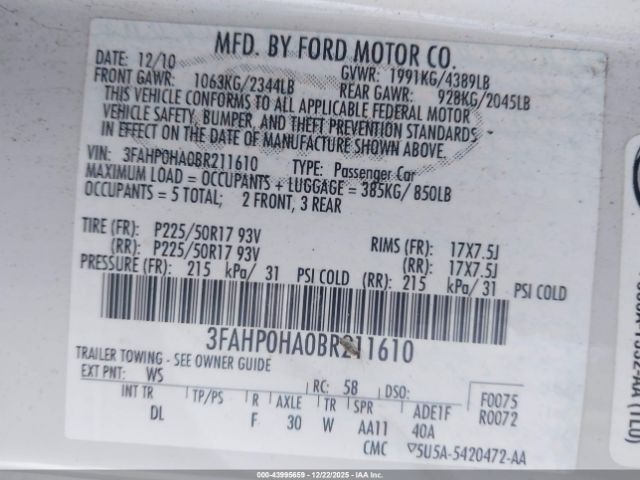 MFD. BY FORD MOTOR CO.
DATE: 12/10 GVWR: 1991KG/4389LB
FRONT GAWR: 1063KG/2344LB REAR GAWR: 928KG/2045LB
THIS VEHICLE CONFORMS TO ALL APPLICABLE FEDERAL MOTOR
VEHICLE SAFETY, BUMPER, AND THEFT PREVENTION STANDARDS
IN EFFECT ON THE DATE OF MANUFACTURE SHOWN ABOVE.
VIN: 3FAHP0HA0BR211610 TYPE: Passenger Car
MAXIMUM LOAD = OCCUPANTS + LUGGAGE = 385KG/ 850LB
OCCUPANTS = 5 TOTAL; 2 FRONT, 3 REAR
TIRE (FR): P225/50R17 93V RIMS (FR): 17X7.5J
(RR): P225/50R17 93V (RR): 17X7.5J
PRESSURE (FR): 215 kPa/ 31 PSI COLD (RR): 215 kPa/ 31 PSI COLD
3FAHP0HA0BR211610
TRAILER TOWING - SEE OWNER GUIDE
EXT PNT: WS RC: 58 DSO: F0075
INT TR TP/PS R AXLE TR SPR ADE1F R0072
DL F 30 W AA11 40A
CMC 5U5A-5420472-AA
000-43995659 - 12/22/2025 - IAA Inc.